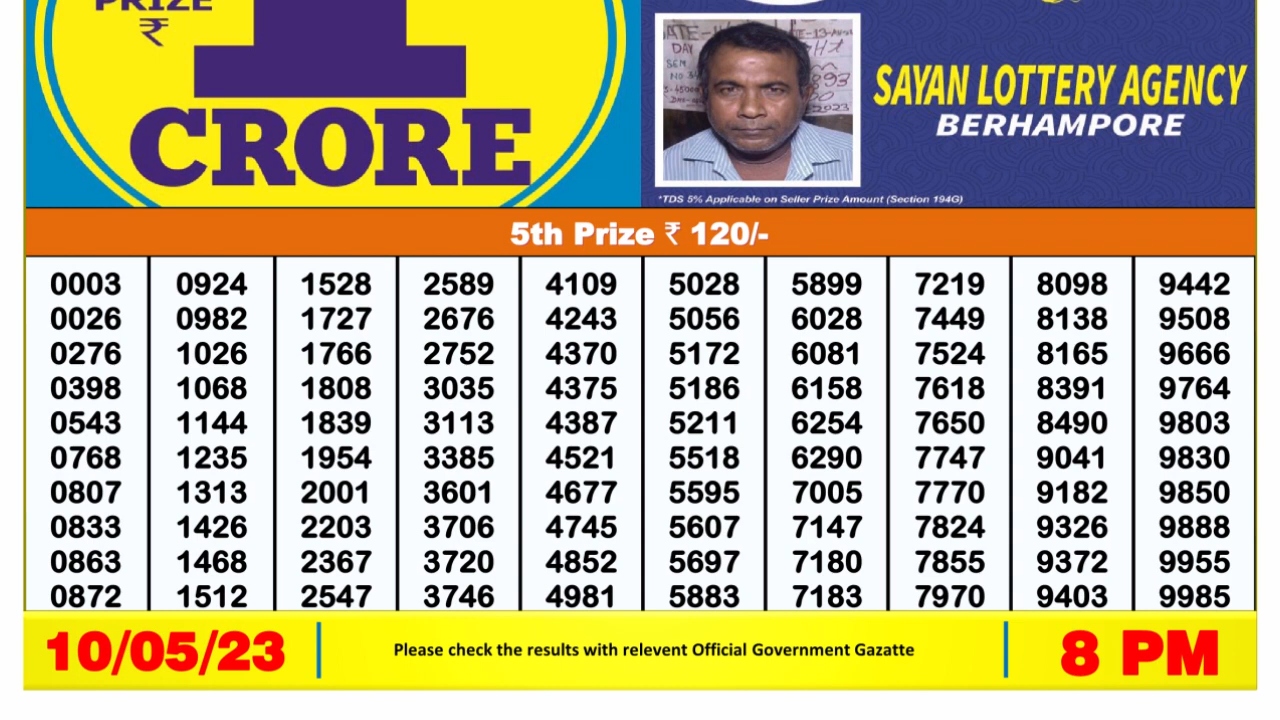 PRIZE
₹
1
CRORE
DAY
SAYAN LOTTERY AGENCY
BERHAMPORE
*TDS 5% Applicable on Seller Prize Amount (Section 194G)
5th Prize ₹ 120/-
0003 0924 1528 2589 4109 5028 5899 7219 8098 9442
0026 0982 1727 2676 4243 5056 6028 7449 8138 9508
0276 1026 1766 2752 4370 5172 6081 7524 8165 9666
0398 1068 1808 3035 4375 5186 6158 7618 8391 9764
0543 1144 1839 3113 4387 5211 6254 7650 8490 9803
0768 1235 1954 3385 4521 5518 6290 7747 9041 9830
0807 1313 2001 3601 4677 5595 7005 7770 9182 9850
0833 1426 2203 3706 4745 5607 7147 7824 9326 9888
0863 1468 2367 3720 4852 5697 7180 7855 9372 9955
0872 1512 2547 3746 4981 5883 7183 7970 9403 9985
10/05/23 Please check the results with relevent Official Government Gazatte 8 PM